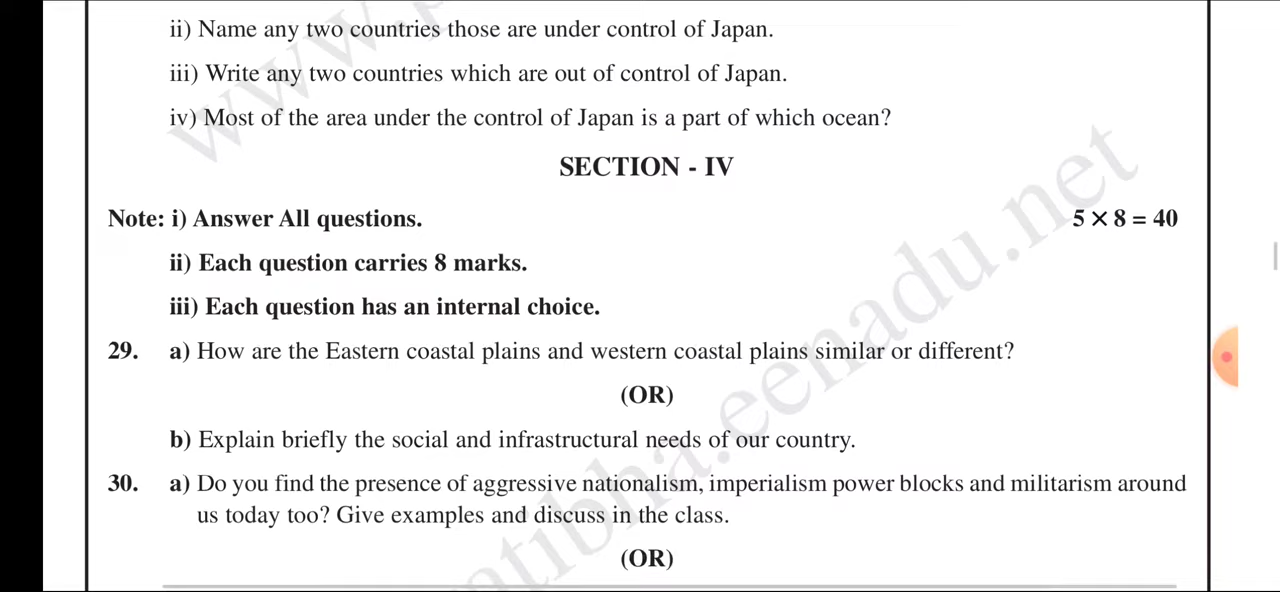 ii) Name any two countries those are under control of Japan.
iii) Write any two countries which are out of control of Japan.
iv) Most of the area under the control of Japan is a part of which ocean?
SECTION - IV
Note: i) Answer All questions. 5 × 8 = 40
ii) Each question carries 8 marks.
iii) Each question has an internal choice.
29. a) How are the Eastern coastal plains and western coastal plains similar or different?
(OR)
b) Explain briefly the social and infrastructural needs of our country.
30. a) Do you find the presence of aggressive nationalism, imperialism power blocks and militarism around
us today too? Give examples and discuss in the class.
(OR)